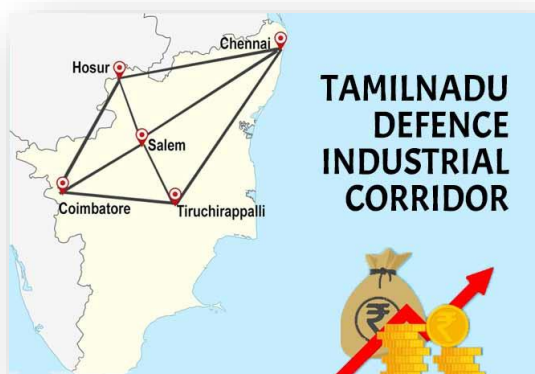 Chennai
Hosur
Salem
Coimbatore
Tiruchirappalli
TAMILNADU
DEFENCE
INDUSTRIAL
CORRIDOR
₹
₹